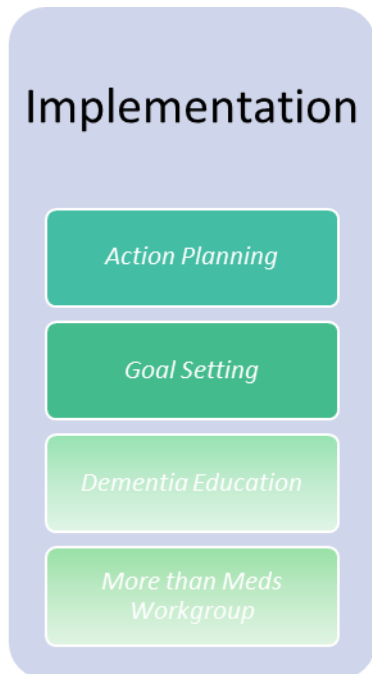 Implementation
Action Planning
Goal Setting
Dementia Education
More than Meds
Workgroup